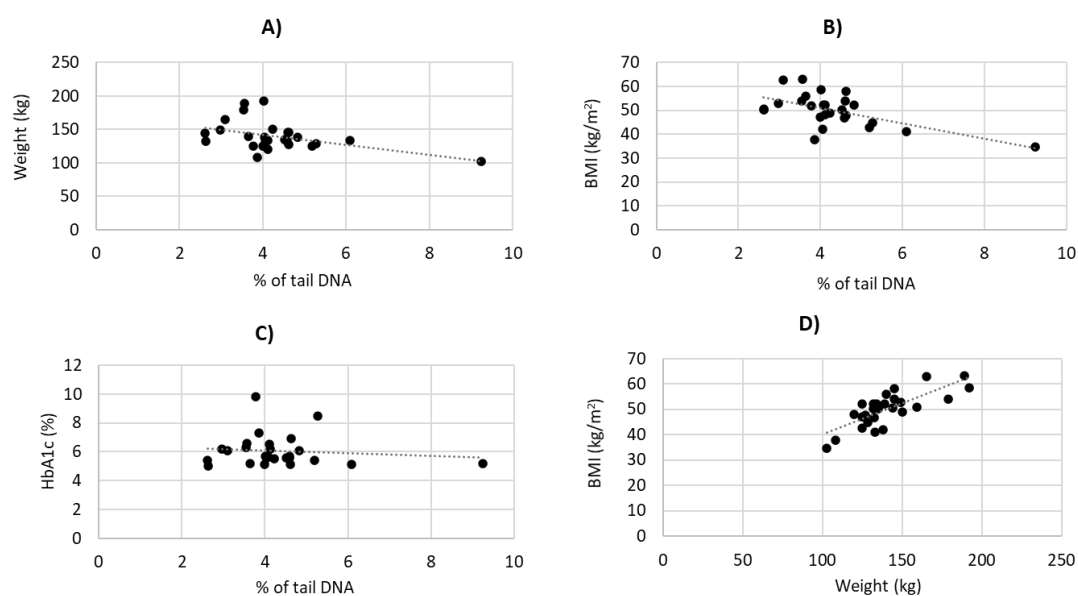 A)
250
200
150
100
50
0
Weight (kg)
0 2 4 6 8 10
% of tail DNA
B)
70
60
50
40
30
20
10
0
BMI (kg/m²)
0 2 4 6 8 10
% of tail DNA
C)
12
10
8
6
4
2
0
HbA1c (%)
0 2 4 6 8 10
% of tail DNA
D)
70
60
50
40
30
20
10
0
BMI (kg/m²)
0 50 100 150 200 250
Weight (kg)